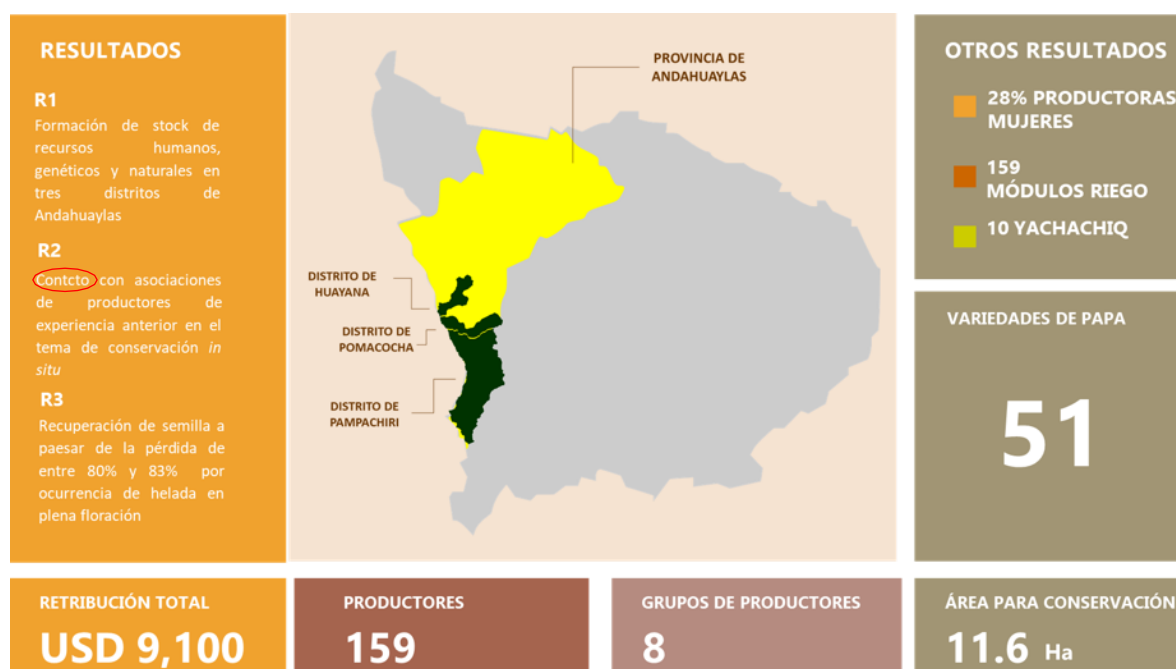 RESULTADOS
R1
Formación de stock de
recursos humanos,
genéticos y naturales en
tres distritos de
Andahuaylas
R2
Contcto con asociaciones
de productores de
experiencia anterior en el
tema de conservación in
situ
R3
Recuperación de semilla a
paesar de la pérdida de
entre 80% y 83% por
ocurrencia de helada en
plena floración
PROVINCIA DE
ANDAHUAYLAS
DISTRITO DE
HUAYANA
DISTRITO DE
POMACOCHA
DISTRITO DE
PAMPACHIRI
OTROS RESULTADOS
28% PRODUCTORAS
MUJERES
159
MÓDULOS RIEGO
10 YACHACHIQ
VARIEDADES DE PAPA
51
RETRIBUCIÓN TOTAL
USD 9,100
PRODUCTORES
159
GRUPOS DE PRODUCTORES
8
ÁREA PARA CONSERVACIÓN
11.6 Ha